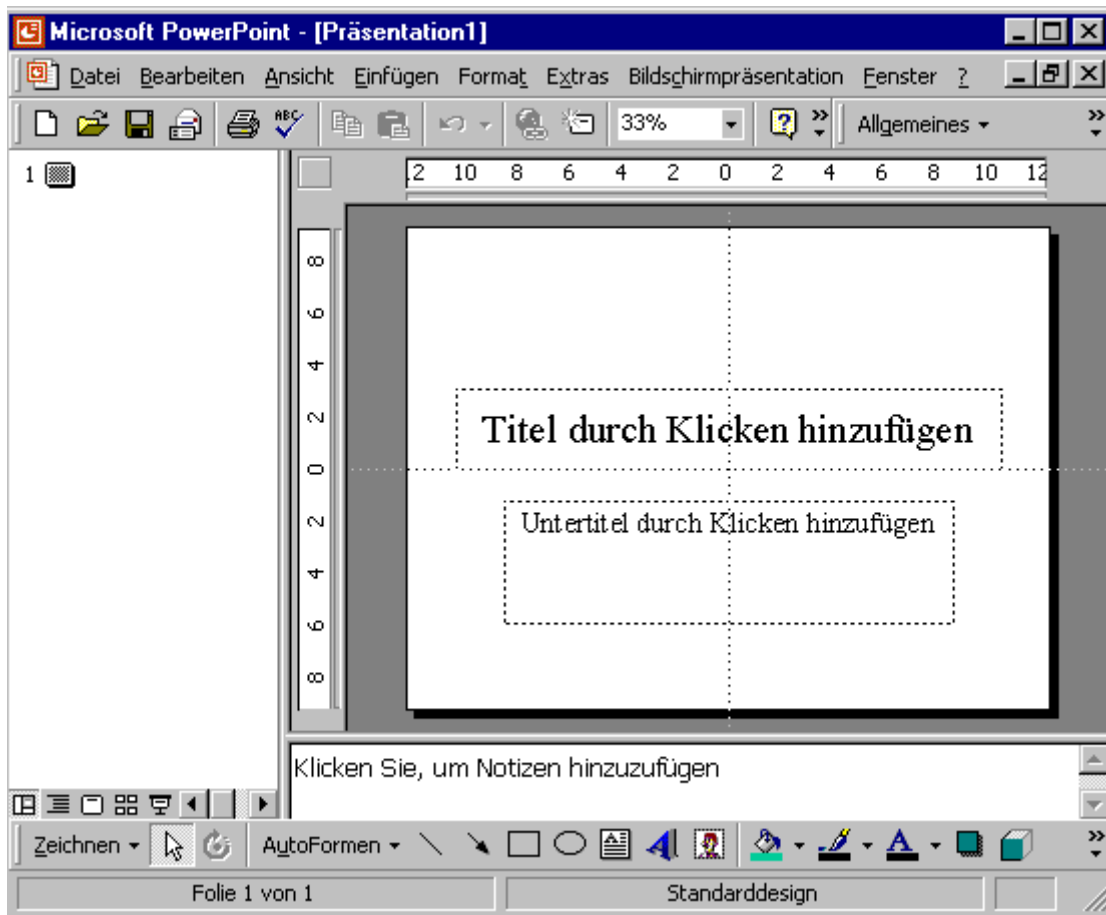 Microsoft PowerPoint - [Präsentation1]
Datei Bearbeiten Ansicht Einfügen Format Extras Bildschirmpräsentation Fenster ?
ABC 33% Allgemeines
1
12 10 8 6 4 2 0 2 4 6 8 10 12
8
6
4
2
0
2
4
6
8
Titel durch Klicken hinzufügen
Untertitel durch Klicken hinzufügen
Klicken Sie, um Notizen hinzuzufügen
Zeichnen AutoFormen A A
Folie 1 von 1 Standarddesign